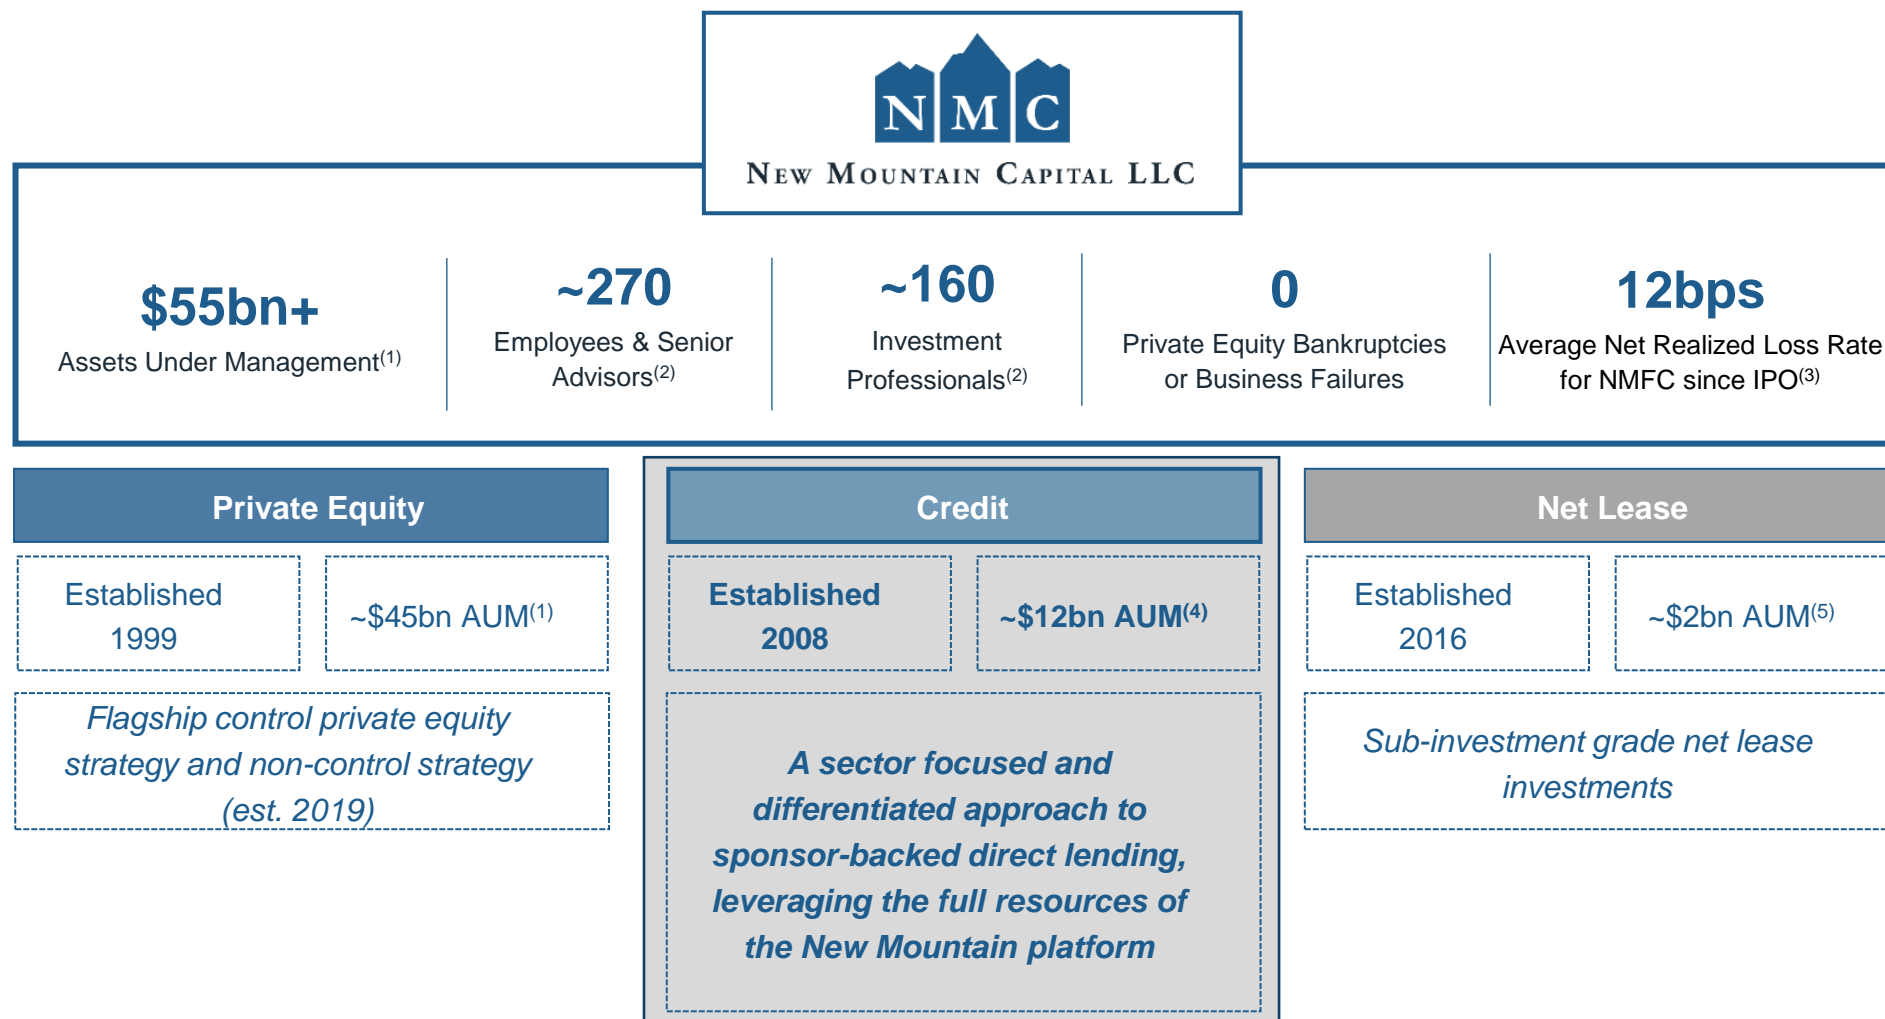 N M C
NEW MOUNTAIN CAPITAL LLC
$55bn+
Assets Under Management(1)
~270
Employees & Senior
Advisors(2)
~160
Investment
Professionals(2)
0
Private Equity Bankruptcies
or Business Failures
12bps
Average Net Realized Loss Rate
for NMFC since IPO(3)
Private Equity
Established
1999
~$45bn AUM(1)
Flagship control private equity
strategy and non-control strategy
(est. 2019)
Credit
Established
2008
~$12bn AUM(4)
A sector focused and
differentiated approach to
sponsor-backed direct lending,
leveraging the full resources of
the New Mountain platform
Net Lease
Established
2016
~$2bn AUM(5)
Sub-investment grade net lease
investments